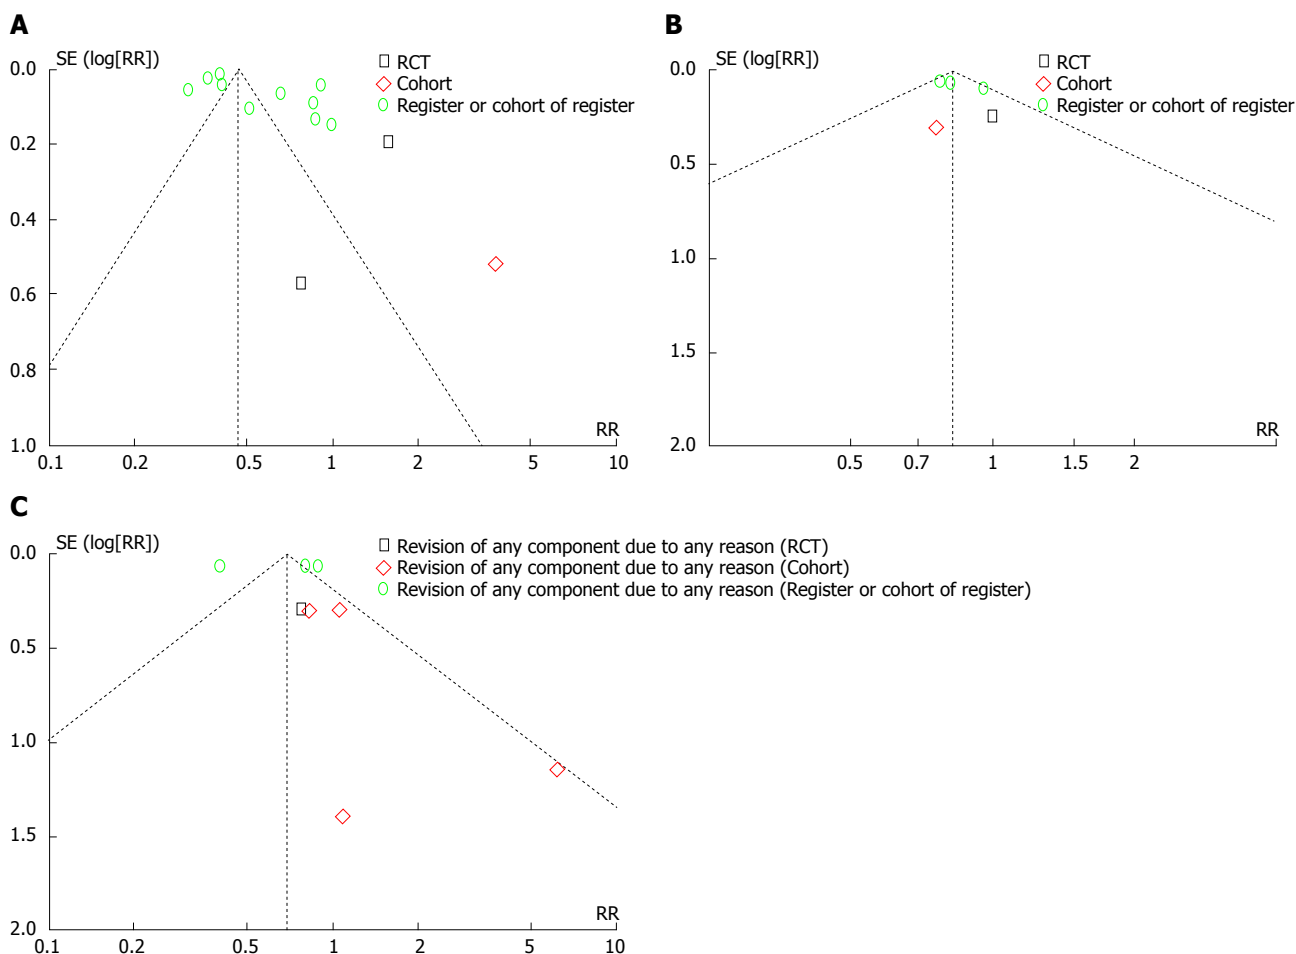 A
SE (log[RR])
RCT
Cohort
Register or cohort of register
0.0
0.2
0.4
0.6
0.8
1.0
RR
0.1 0.2 0.5 1 2 5 10
B
SE (log[RR])
RCT
Cohort
Register or cohort of register
0.0
0.5
1.0
1.5
2.0
RR
0.5 0.7 1 1.5 2
C
SE (log[RR])
Revision of any component due to any reason (RCT)
Revision of any component due to any reason (Cohort)
Revision of any component due to any reason (Register or cohort of register)
0.0
0.5
1.0
1.5
2.0
RR
0.1 0.2 0.5 1 2 5 10